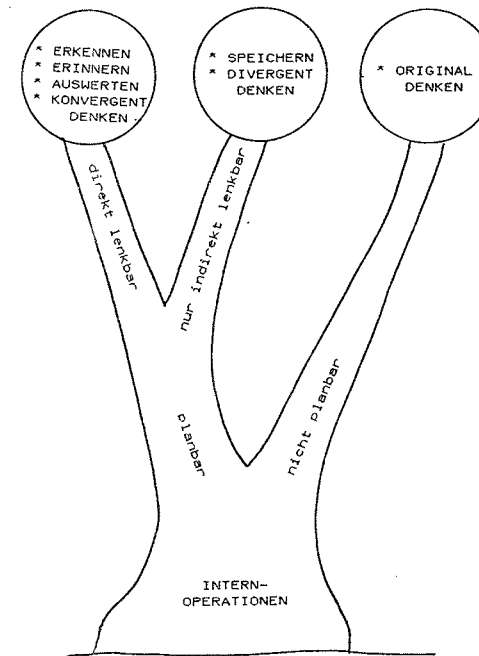 * ERKENNEN
* ERINNERN
* AUSWERTEN
* KONVERGENT
DENKEN
* SPEICHERN
* DIVERGENT
DENKEN
* ORIGINAL
DENKEN
direkt lenkbar
nur indirekt lenkbar
planbar
nicht planbar
INTERN-
OPERATIONEN